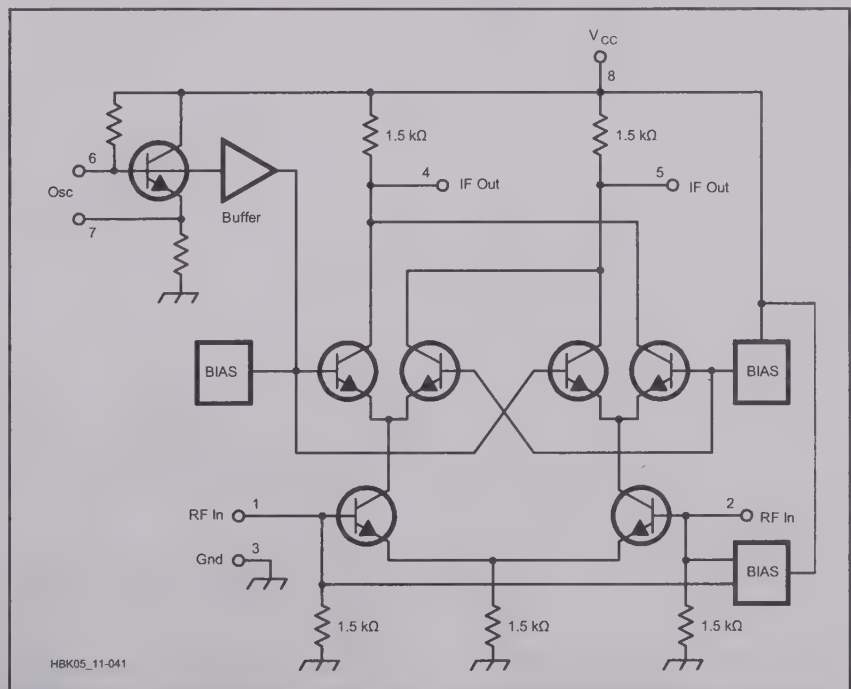 VCC
8
1.5 kΩ
1.5 kΩ
6
Osc
7
Buffer
4
IF Out
5
IF Out
BIAS
BIAS
RF In
1
2
RF In
Gnd
3
BIAS
1.5 kΩ
1.5 kΩ
1.5 kΩ
HBK05_11-041